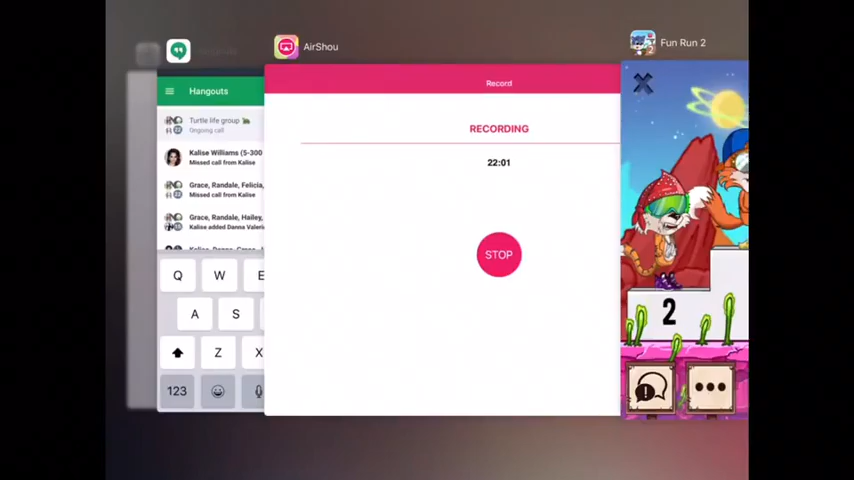 AirShou
Fun Run 2
Hangouts
Turtle life group 🐢
Ongoing call
Kalise Williams (5-300
Missed call from Kalise
Grace, Randale, Felicia,
Missed call from Kalise
Grace, Randale, Hailey,
Kalise added Danna Valeria
Record
RECORDING
22:01
STOP
2
Q W E
A S
Z X
123